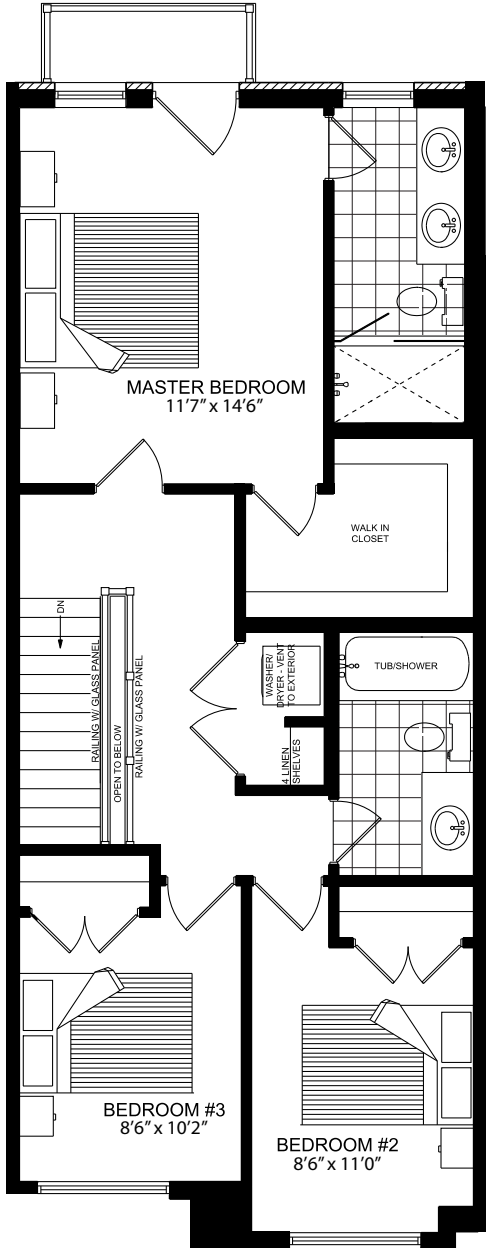 MASTER BEDROOM
11'7" x 14'6"
WALK IN
CLOSET
DN
RAILING W/ GLASS PANEL
OPEN TO BELOW
RAILING W/ GLASS PANEL
WASHER/
DRYER - VENT
TO EXTERIOR
TUB/SHOWER
4 LINEN
SHELVES
BEDROOM #3
8'6" x 10'2"
BEDROOM #2
8'6" x 11'0"